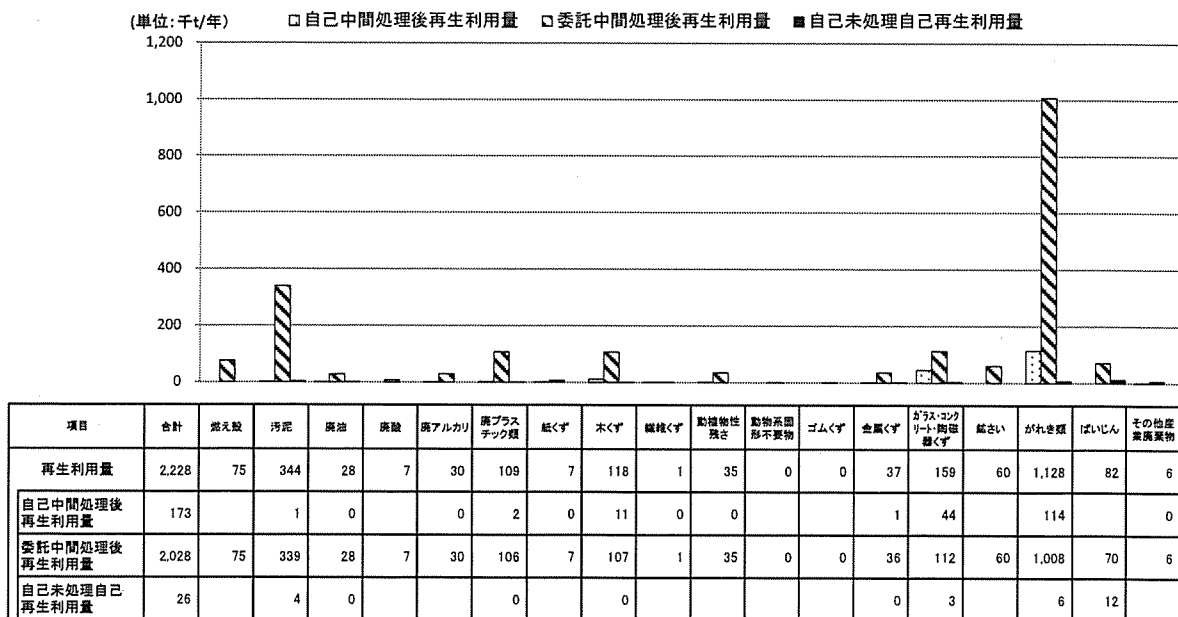 (単位:千t/年) □自己中間処理後再生利用量 委託中間処理後再生利用量 ■自己未処理自己再生利用量
1,200
1,000
800
600
400
200
0
項目 合計 燃え殻 汚泥 廃油 廃酸 廃アルカリ 廃プラスチック類 紙くず 木くず 繊維くず 動植物性残さ 動物系固形不要物 ゴムくず 金属くず ガラス・コンクリート・陶磁器くず 鉱さい がれき類 ばいじん その他産業廃棄物
再生利用量 2,228 75 344 28 7 30 109 7 118 1 35 0 0 37 159 60 1,128 82 6
自己中間処理後
再生利用量 173 1 0 0 2 0 11 0 0 1 44 114 0
委託中間処理後
再生利用量 2,028 75 339 28 7 30 106 7 107 1 35 0 0 36 112 60 1,008 70 6
自己未処理自己
再生利用量 26 4 0 0 0 0 3 6 12